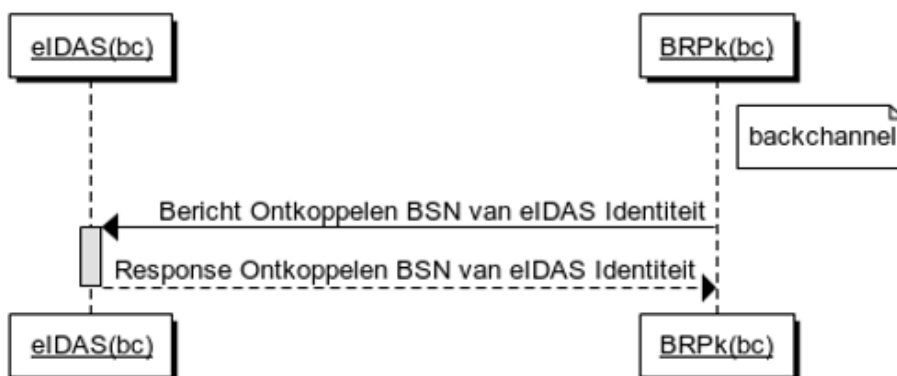 eIDAS(bc)
BRPk(bc)
backchannel
Bericht Ontkoppelen BSN van eIDAS Identiteit
Response Ontkoppelen BSN van eIDAS Identiteit
eIDAS(bc)
BRPk(bc)